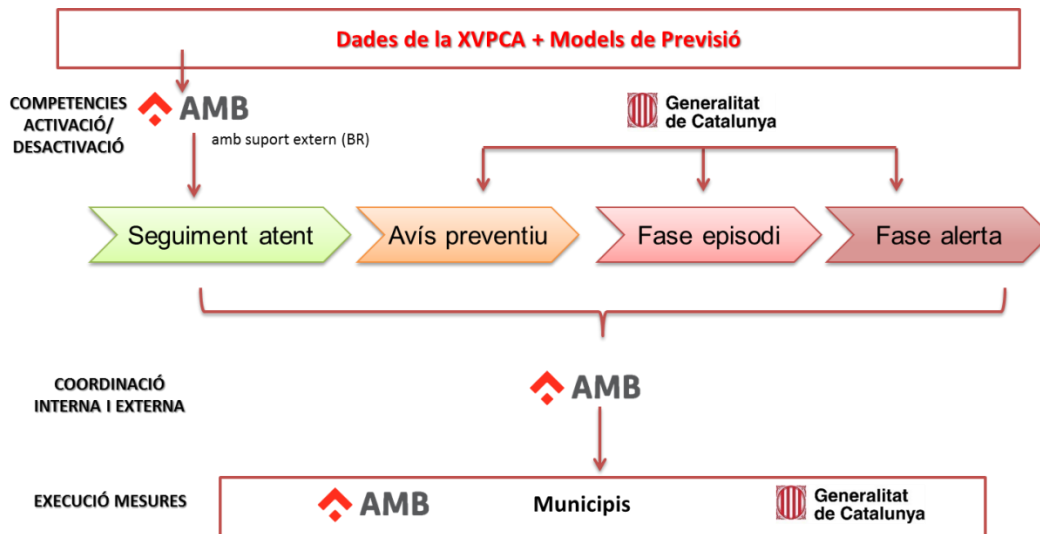 Dades de la XVPCA + Models de Previsió
COMPETENCIES
ACTIVACIÓ/
DESACTIVACIÓ
AMB
amb suport extern (BR)
Generalitat
de Catalunya
Seguiment atent
Avís preventiu
Fase episodi
Fase alerta
COORDINACIÓ
INTERNA I EXTERNA
AMB
EXECUCIÓ MESURES
AMB
Municipis
Generalitat
de Catalunya